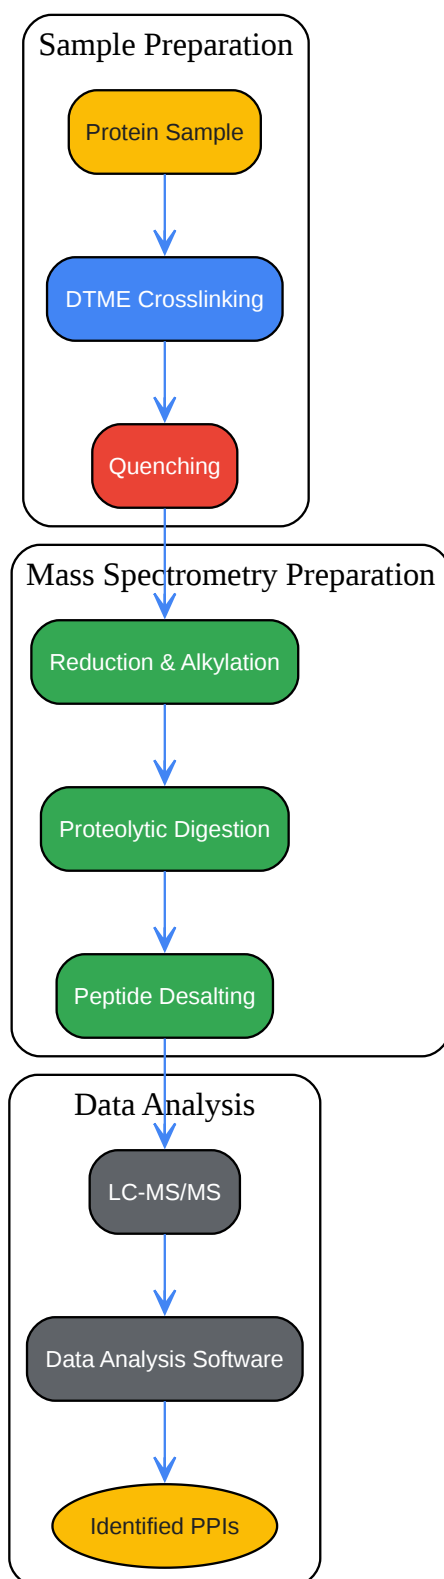 Sample Preparation
Protein Sample
DTME Crosslinking
Quenching
Mass Spectrometry Preparation
Reduction & Alkylation
Proteolytic Digestion
Peptide Desalting
Data Analysis
LC-MS/MS
Data Analysis Software
Identified PPIs